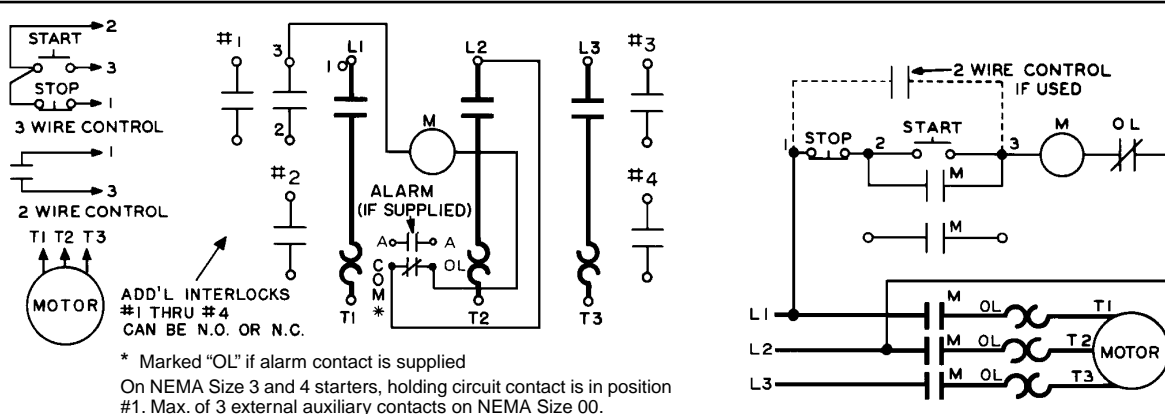 2
START
3
STOP
1
3 WIRE CONTROL
1
3
2 WIRE CONTROL
T1 T2 T3
MOTOR
ADD'L INTERLOCKS
#1 THRU #4
CAN BE N.O. OR N.C.
#1
3
2
#2
L1
1
L2
L3
M
ALARM
(IF SUPPLIED)
A
A
COM
*
OL
T1
T2
T3
#3
#4
* Marked "OL" if alarm contact is supplied
On NEMA Size 3 and 4 starters, holding circuit contact is in position
#1. Max. of 3 external auxiliary contacts on NEMA Size 00.
2 WIRE CONTROL
IF USED
1
STOP
2
START
3
M
OL
M
M
L1
M
OL
T1
L2
M
OL
T2
MOTOR
L3
M
OL
T3